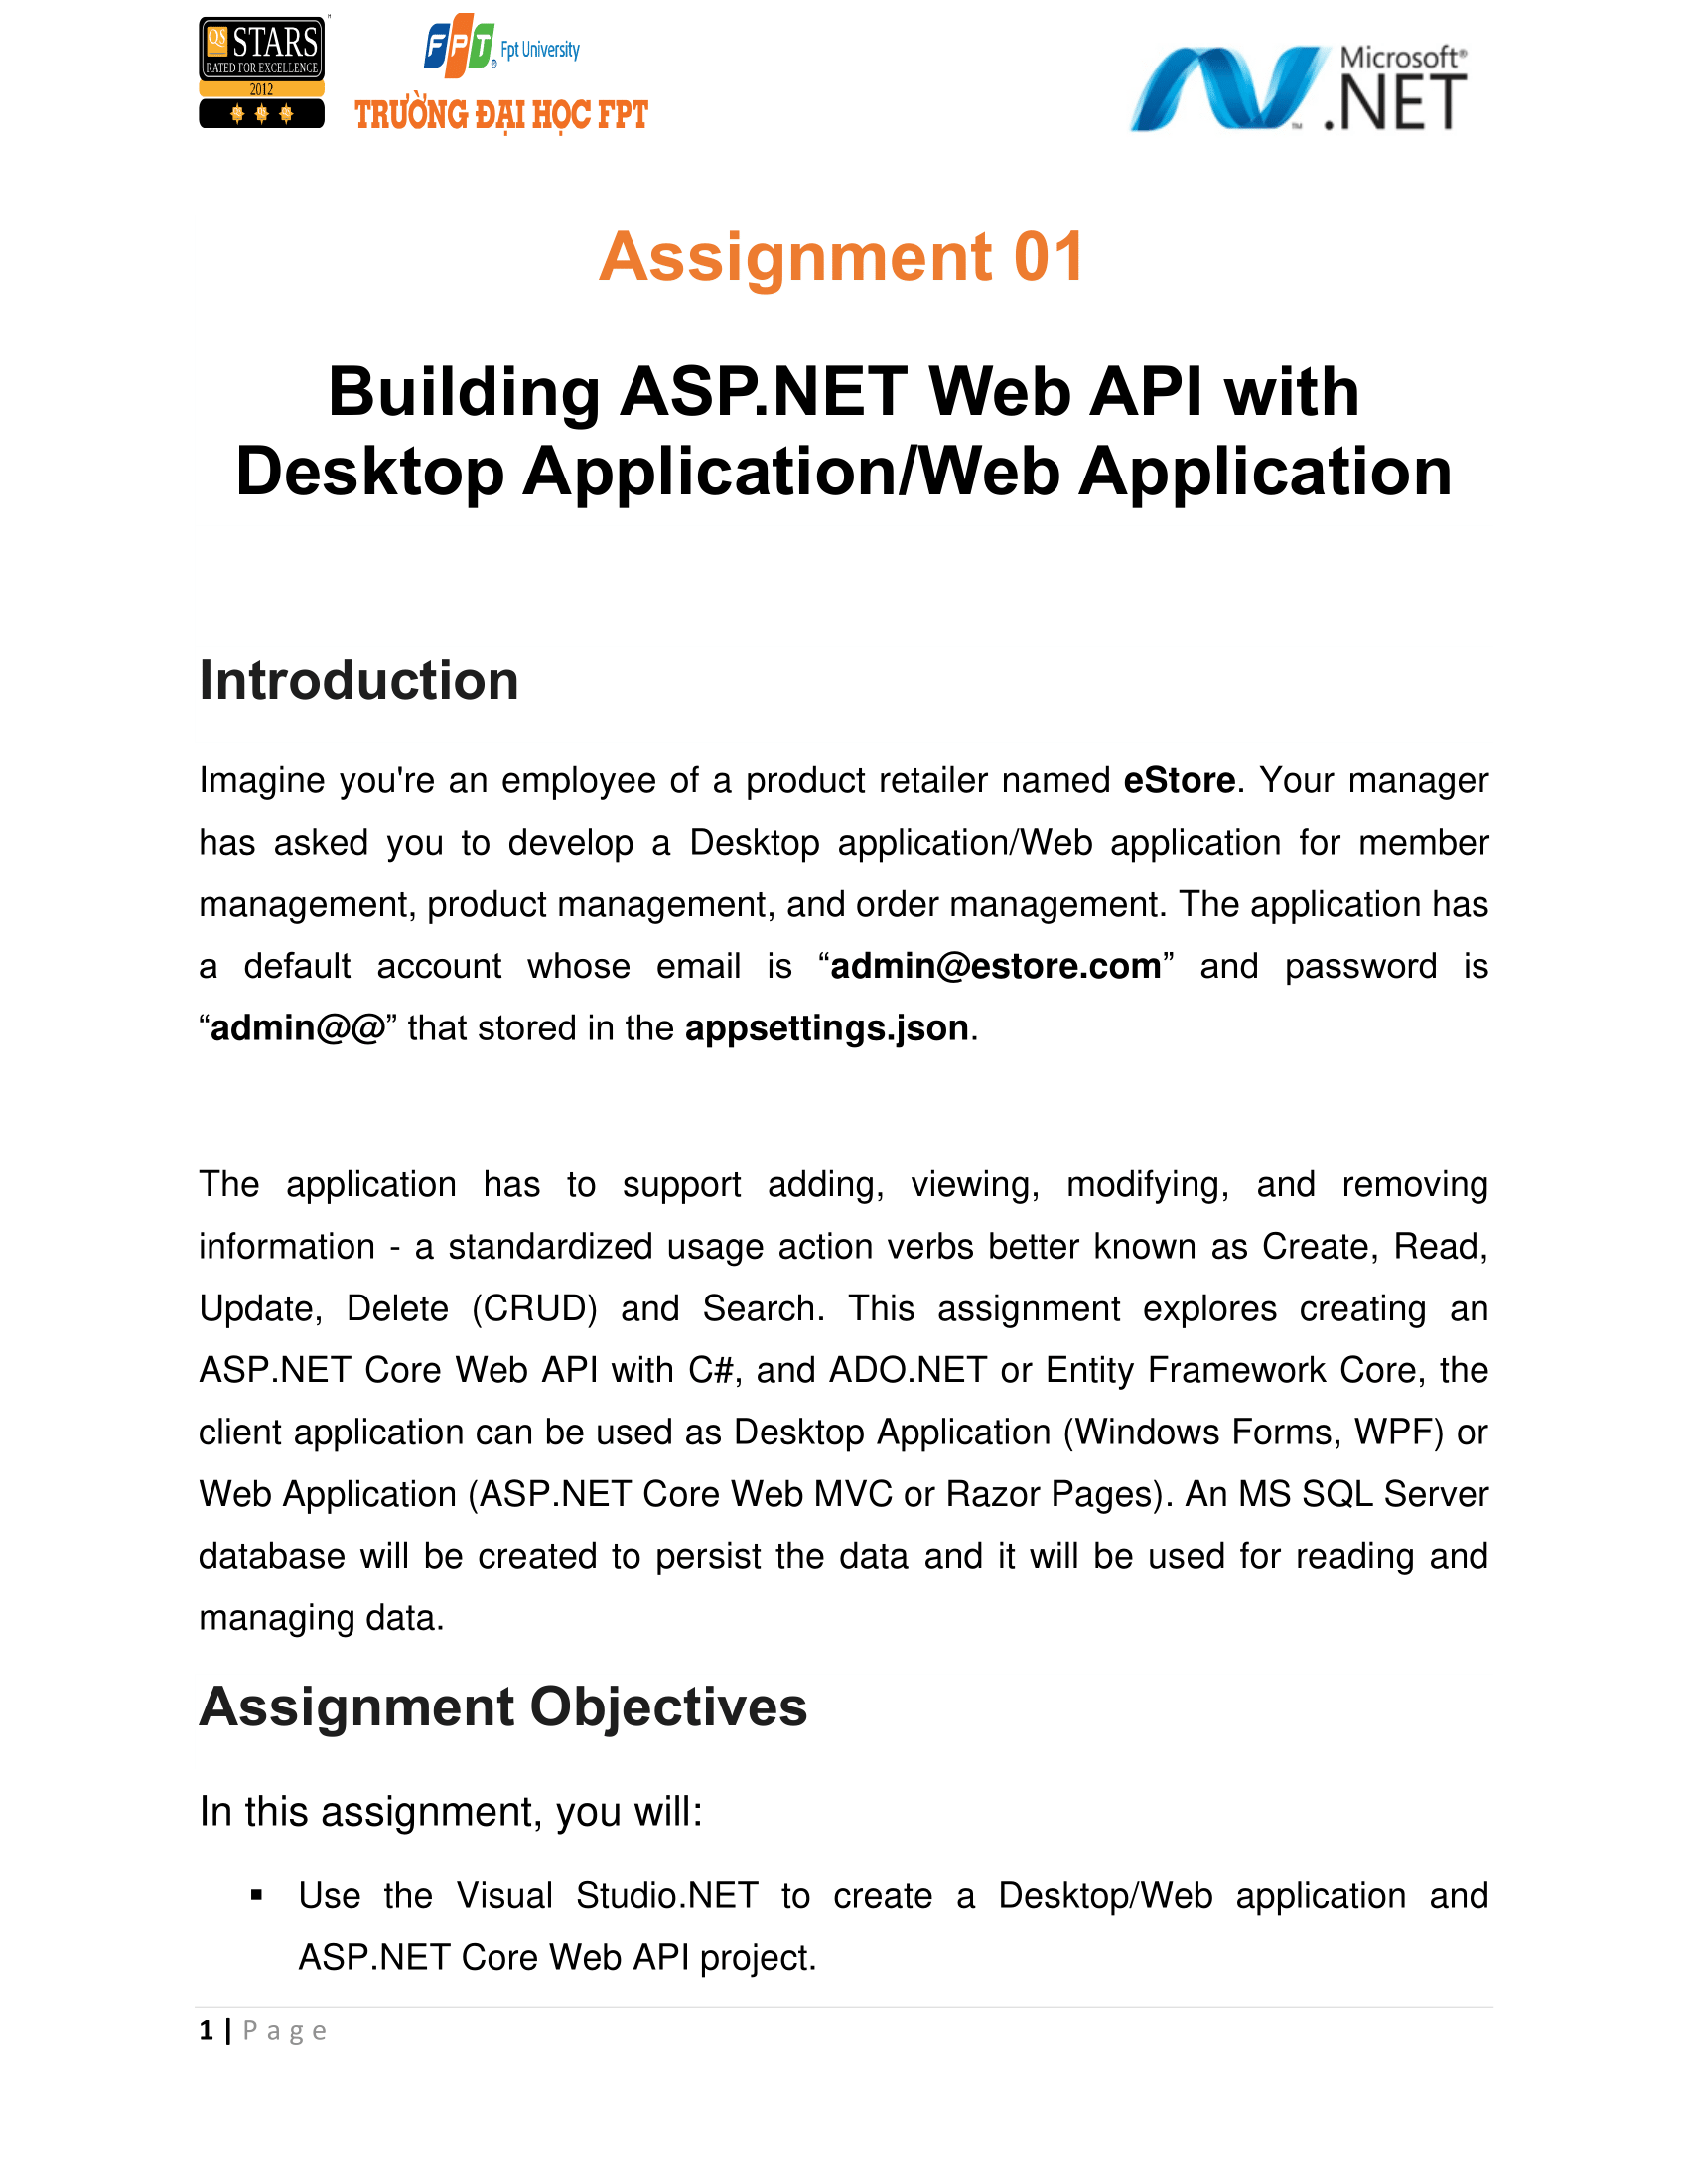 QS STARS
RATED FOR EXCELLENCE
2012
FPT Fpt University
TRƯỜNG ĐẠI HỌC FPT
Microsoft®
.NET
Assignment 01
Building ASP.NET Web API with
Desktop Application/Web Application
Introduction
Imagine you're an employee of a product retailer named eStore. Your manager
has asked you to develop a Desktop application/Web application for member
management, product management, and order management. The application has
a default account whose email is “admin@estore.com” and password is
“admin@@” that stored in the appsettings.json.
The application has to support adding, viewing, modifying, and removing
information - a standardized usage action verbs better known as Create, Read,
Update, Delete (CRUD) and Search. This assignment explores creating an
ASP.NET Core Web API with C#, and ADO.NET or Entity Framework Core, the
client application can be used as Desktop Application (Windows Forms, WPF) or
Web Application (ASP.NET Core Web MVC or Razor Pages). An MS SQL Server
database will be created to persist the data and it will be used for reading and
managing data.
Assignment Objectives
In this assignment, you will:
▪ Use the Visual Studio.NET to create a Desktop/Web application and
ASP.NET Core Web API project.
1 | Page